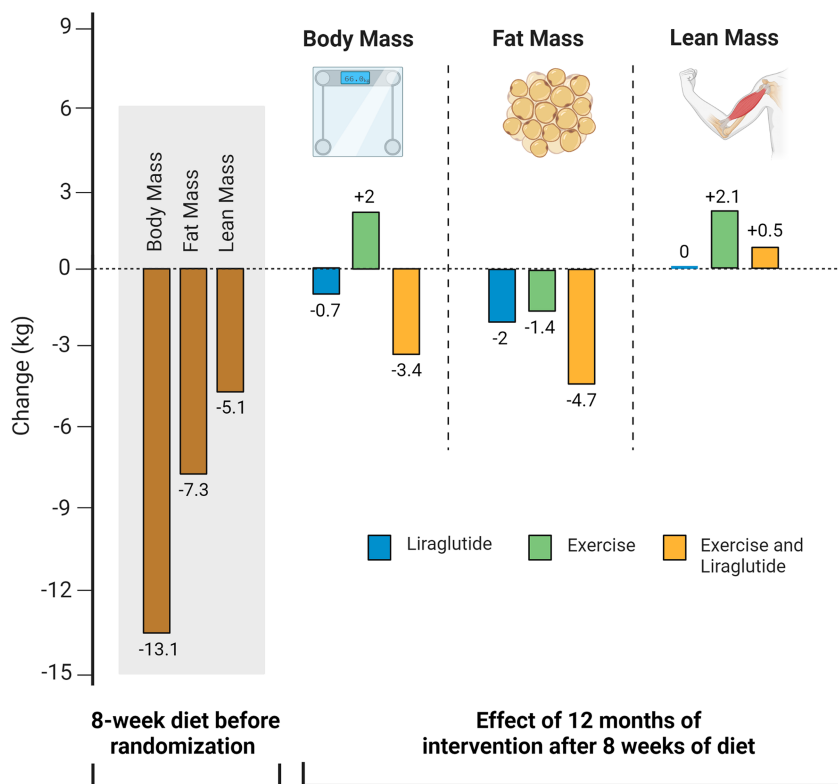 9
6
3
0
-3
-6
-9
-12
-15
Change (kg)
Body Mass
Fat Mass
Lean Mass
-13.1
-7.3
-5.1
Body Mass
Fat Mass
Lean Mass
66.0kg
-0.7
+2
-3.4
-2
-1.4
-4.7
0
+2.1
+0.5
Liraglutide
Exercise
Exercise and
Liraglutide
8-week diet before
randomization
Effect of 12 months of
intervention after 8 weeks of diet